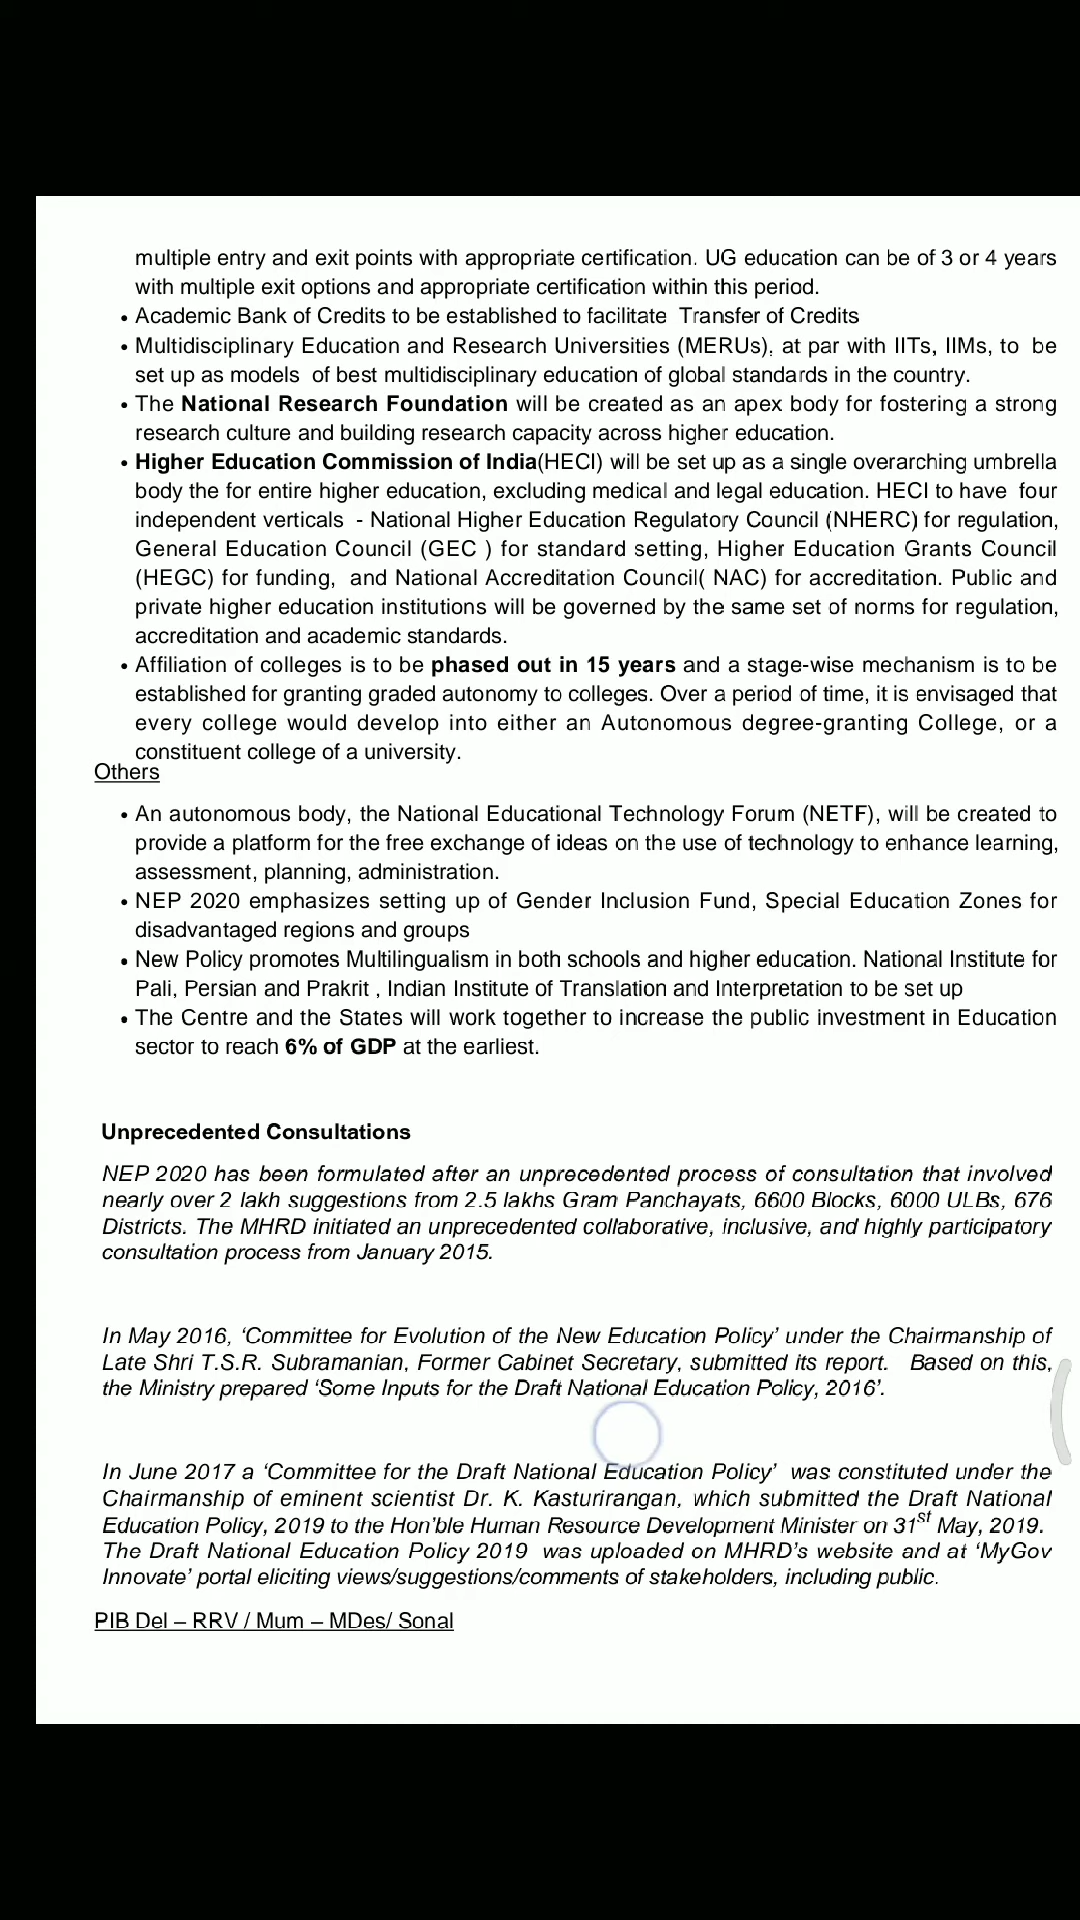 multiple entry and exit points with appropriate certification. UG education can be of 3 or 4 years
with multiple exit options and appropriate certification within this period.
• Academic Bank of Credits to be established to facilitate  Transfer of Credits
• Multidisciplinary Education and Research Universities (MERUs), at par with IITs, IIMs, to  be
set up as models  of best multidisciplinary education of global standards in the country.
• The National Research Foundation will be created as an apex body for fostering a strong
research culture and building research capacity across higher education.
• Higher Education Commission of India(HECI) will be set up as a single overarching umbrella
body the for entire higher education, excluding medical and legal education. HECI to have  four
independent verticals  - National Higher Education Regulatory Council (NHERC) for regulation,
General Education Council (GEC ) for standard setting, Higher Education Grants Council
(HEGC) for funding,  and National Accreditation Council( NAC) for accreditation. Public and
private higher education institutions will be governed by the same set of norms for regulation,
accreditation and academic standards.
• Affiliation of colleges is to be phased out in 15 years and a stage-wise mechanism is to be
established for granting graded autonomy to colleges. Over a period of time, it is envisaged that
every college would develop into either an Autonomous degree-granting College, or a
constituent college of a university.
Others
• An autonomous body, the National Educational Technology Forum (NETF), will be created to
provide a platform for the free exchange of ideas on the use of technology to enhance learning,
assessment, planning, administration.
• NEP 2020 emphasizes setting up of Gender Inclusion Fund, Special Education Zones for
disadvantaged regions and groups
• New Policy promotes Multilingualism in both schools and higher education. National Institute for
Pali, Persian and Prakrit , Indian Institute of Translation and Interpretation to be set up
• The Centre and the States will work together to increase the public investment in Education
sector to reach 6% of GDP at the earliest.
Unprecedented Consultations
NEP 2020 has been formulated after an unprecedented process of consultation that involved
nearly over 2 lakh suggestions from 2.5 lakhs Gram Panchayats, 6600 Blocks, 6000 ULBs, 676
Districts. The MHRD initiated an unprecedented collaborative, inclusive, and highly participatory
consultation process from January 2015.
In May 2016, ‘Committee for Evolution of the New Education Policy’ under the Chairmanship of
Late Shri T.S.R. Subramanian, Former Cabinet Secretary, submitted its report.   Based on this,
the Ministry prepared ‘Some Inputs for the Draft National Education Policy, 2016’.
In June 2017 a ‘Committee for the Draft National Education Policy’  was constituted under the
Chairmanship of eminent scientist Dr. K. Kasturirangan, which submitted the Draft National
Education Policy, 2019 to the Hon’ble Human Resource Development Minister on 31st May, 2019.
The Draft National Education Policy 2019  was uploaded on MHRD’s website and at ‘MyGov
Innovate’ portal eliciting views/suggestions/comments of stakeholders, including public.
PIB Del – RRV / Mum – MDes/ Sonal